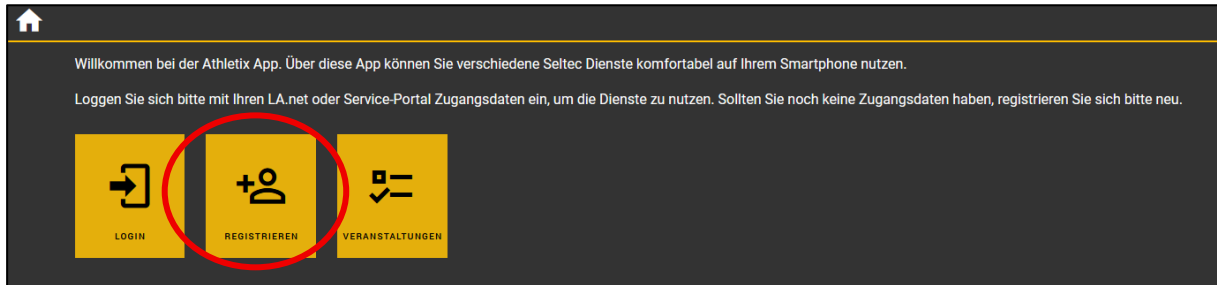 Willkommen bei der Athletix App. Über diese App können Sie verschiedene Seltec Dienste komfortabel auf Ihrem Smartphone nutzen.
Loggen Sie sich bitte mit Ihren LA.net oder Service-Portal Zugangsdaten ein, um die Dienste zu nutzen. Sollten Sie noch keine Zugangsdaten haben, registrieren Sie sich bitte neu.
LOGIN REGISTRIEREN VERANSTALTUNGEN